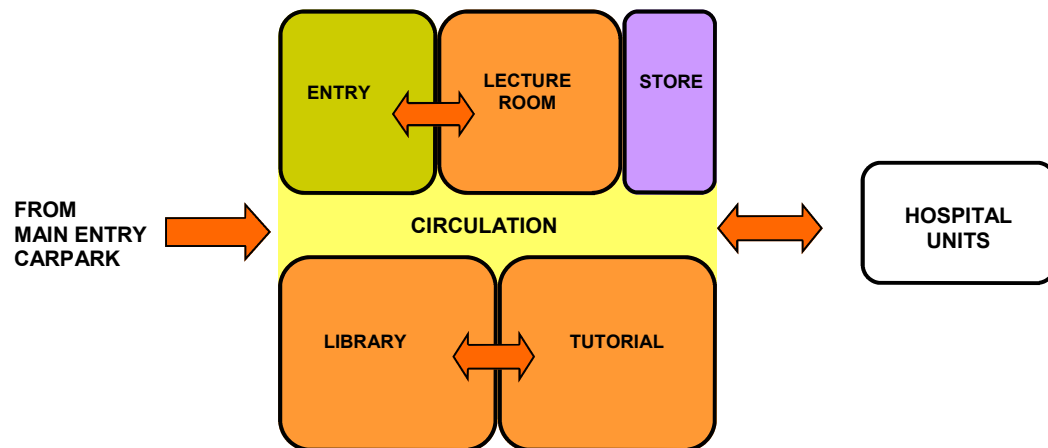 ENTRY
LECTURE
ROOM
STORE
FROM
MAIN ENTRY
CARPARK
CIRCULATION
HOSPITAL
UNITS
LIBRARY
TUTORIAL